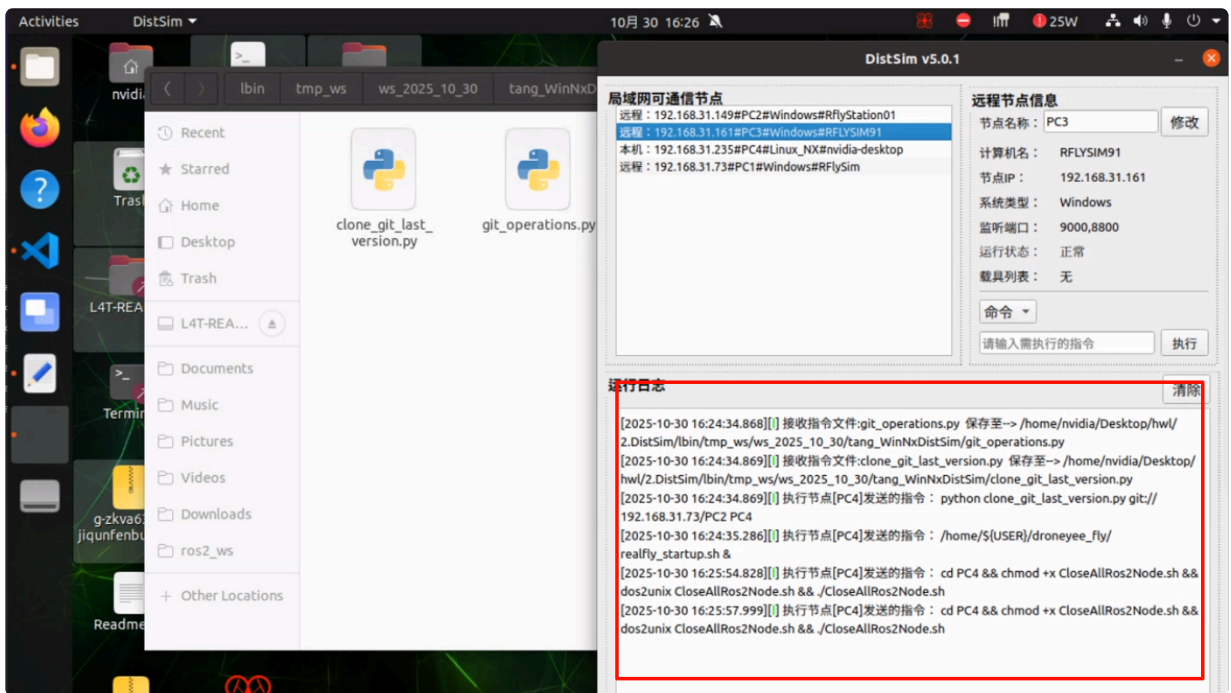 Activities
DistSim
10月 30 16:26
25W
nvidi
Tras
L4T-REA
Termin
g-zkva6
jiqunfenbu
Readme
lbin
tmp_ws
ws_2025_10_30
tang_WinNxD
Recent
Starred
Home
Desktop
Trash
L4T-REA...
Documents
Music
Pictures
Videos
Downloads
ros2_ws
Other Locations
clone_git_last_
version.py
git_operations.py
DistSim v5.0.1
局域网可通信节点
远程：192.168.31.149#PC2#Windows#RflyStation01
远程：192.168.31.161#PC3#Windows#RFLYSIM91
本机：192.168.31.235#PC4#Linux_NX#nvidia-desktop
远程：192.168.31.73#PC1#Windows#RFlySim
远程节点信息
节点名称： PC3 修改
计算机名： RFLYSIM91
节点IP： 192.168.31.161
系统类型： Windows
监听端口： 9000,8800
运行状态： 正常
载具列表： 无
命令
请输入需执行的指令 执行
运行日志
清除
[2025-10-30 16:24:34.868][I] 接收指令文件:git_operations.py 保存至--> /home/nvidia/Desktop/hwl/
2.DistSim/lbin/tmp_ws/ws_2025_10_30/tang_WinNxDistSim/git_operations.py
[2025-10-30 16:24:34.869][I] 接收指令文件:clone_git_last_version.py 保存至--> /home/nvidia/Desktop/
hwl/2.DistSim/lbin/tmp_ws/ws_2025_10_30/tang_WinNxDistSim/clone_git_last_version.py
[2025-10-30 16:24:34.869][I] 执行节点[PC4]发送的指令： python clone_git_last_version.py git://
192.168.31.73/PC2 PC4
[2025-10-30 16:24:35.286][I] 执行节点[PC4]发送的指令： /home/${USER}/droneyee_fly/
realfly_startup.sh &
[2025-10-30 16:25:54.828][I] 执行节点[PC4]发送的指令： cd PC4 && chmod +x CloseAllRos2Node.sh &&
dos2unix CloseAllRos2Node.sh && ./CloseAllRos2Node.sh
[2025-10-30 16:25:57.999][I] 执行节点[PC4]发送的指令： cd PC4 && chmod +x CloseAllRos2Node.sh &&
dos2unix CloseAllRos2Node.sh && ./CloseAllRos2Node.sh